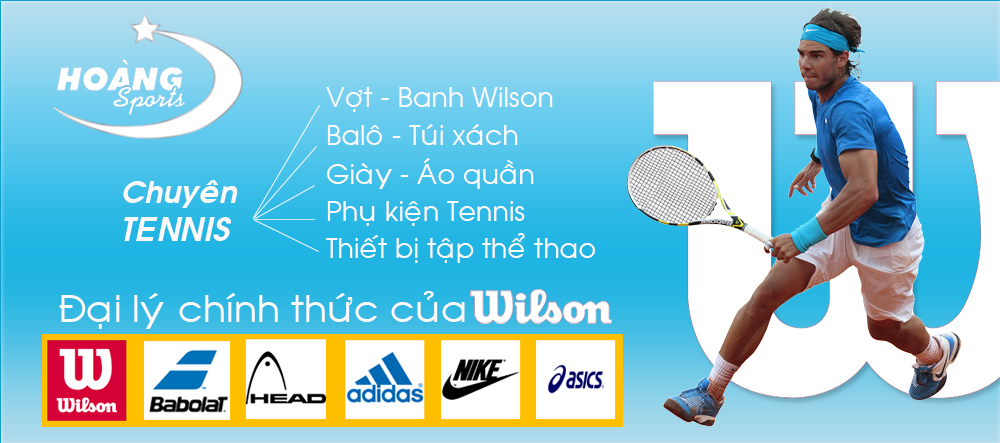 HOÀNG
Sports
Chuyên
TENNIS
Vợt - Banh Wilson
Balô - Túi xách
Giày - Áo quần
Phụ kiện Tennis
Thiết bị tập thể thao
Đại lý chính thức của Wilson
W
Wilson
Babolat
HEAD
adidas
NIKE
asics
W